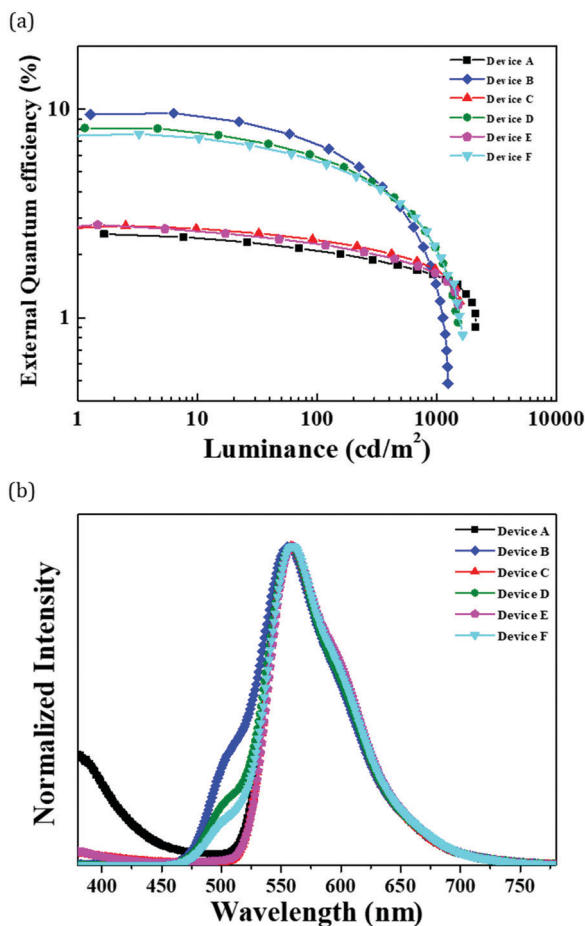 (a)
External Quantum efficiency (%)
10
1
Device A
Device B
Device C
Device D
Device E
Device F
1 10 100 1000 10000
Luminance (cd/m²)
(b)
Normalized Intensity
Device A
Device B
Device C
Device D
Device E
Device F
400 450 500 550 600 650 700 750
Wavelength (nm)